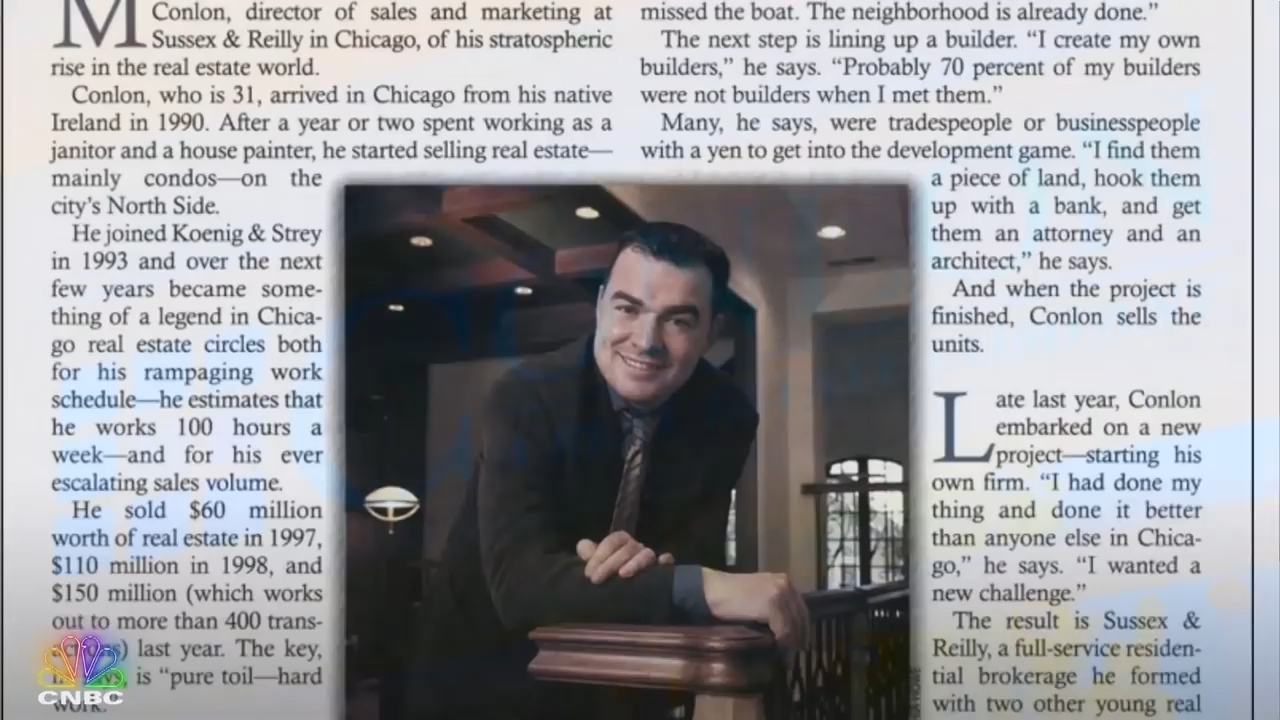 M Conlon, director of sales and marketing at
Sussex & Reilly in Chicago, of his stratospheric
rise in the real estate world.
Conlon, who is 31, arrived in Chicago from his native
Ireland in 1990. After a year or two spent working as a
janitor and a house painter, he started selling real estate—
mainly condos—on the
city’s North Side.
He joined Koenig & Strey
in 1993 and over the next
few years became some-
thing of a legend in Chica-
go real estate circles both
for his rampaging work
schedule—he estimates that
he works 100 hours a
week—and for his ever
escalating sales volume.
He sold $60 million
worth of real estate in 1997,
$110 million in 1998, and
$150 million (which works
out to more than 400 trans-
last year. The key,
is “pure toil—hard
work.”
missed the boat. The neighborhood is already done.”
The next step is lining up a builder. “I create my own
builders,” he says. “Probably 70 percent of my builders
were not builders when I met them.”
Many, he says, were tradespeople or businesspeople
with a yen to get into the development game. “I find them
a piece of land, hook them
up with a bank, and get
them an attorney and an
architect,” he says.
And when the project is
finished, Conlon sells the
units.
Late last year, Conlon
embarked on a new
project—starting his
own firm. “I had done my
thing and done it better
than anyone else in Chica-
go,” he says. “I wanted a
new challenge.”
The result is Sussex &
Reilly, a full-service residen-
tial brokerage he formed
with two other young real
CNBC